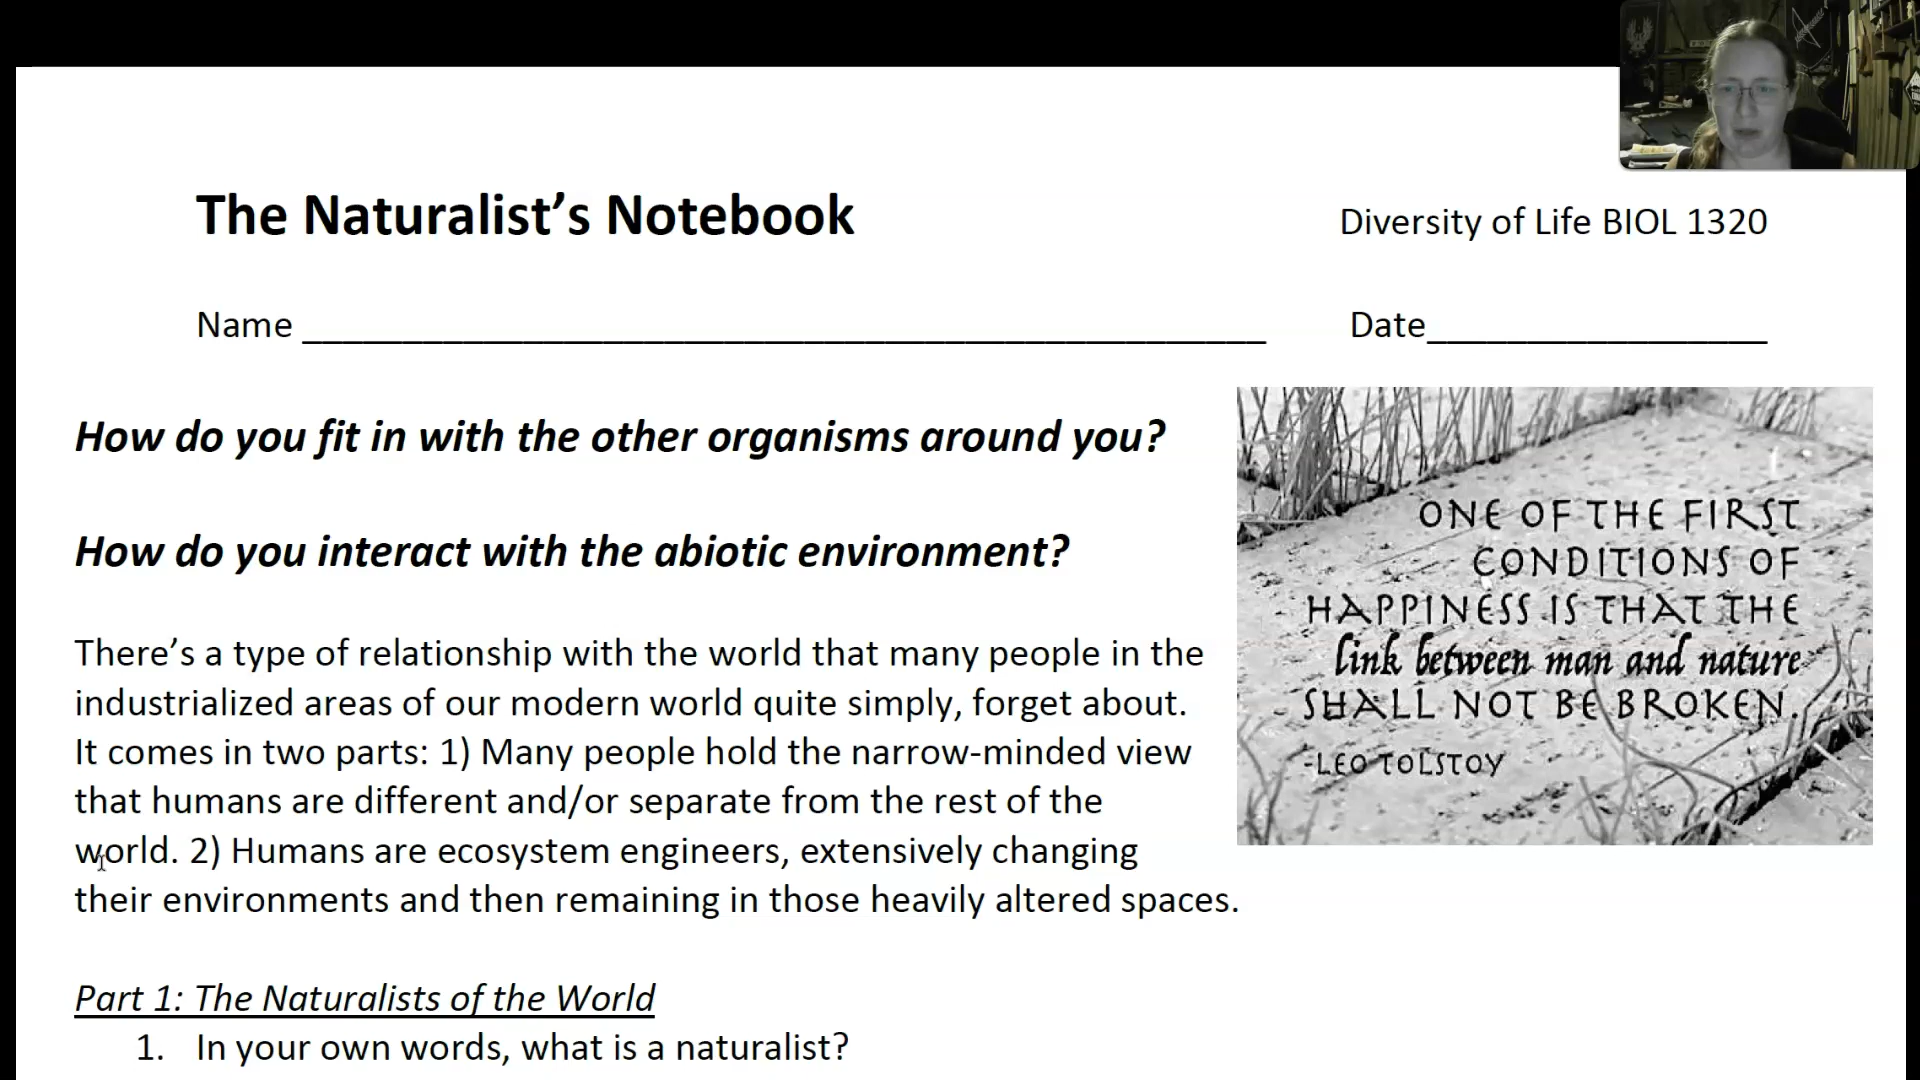 The Naturalist’s Notebook
Diversity of Life BIOL 1320
Name ________________________________________________
Date_________________
How do you fit in with the other organisms around you?
How do you interact with the abiotic environment?
ONE OF THE FIRST
CONDITIONS OF
HAPPINESS IS THAT THE
link between man and nature
SHALL NOT BE BROKEN.
-LEO TOLSTOY
There’s a type of relationship with the world that many people in the
industrialized areas of our modern world quite simply, forget about.
It comes in two parts: 1) Many people hold the narrow-minded view
that humans are different and/or separate from the rest of the
world. 2) Humans are ecosystem engineers, extensively changing
their environments and then remaining in those heavily altered spaces.
Part 1: The Naturalists of the World
1. In your own words, what is a naturalist?